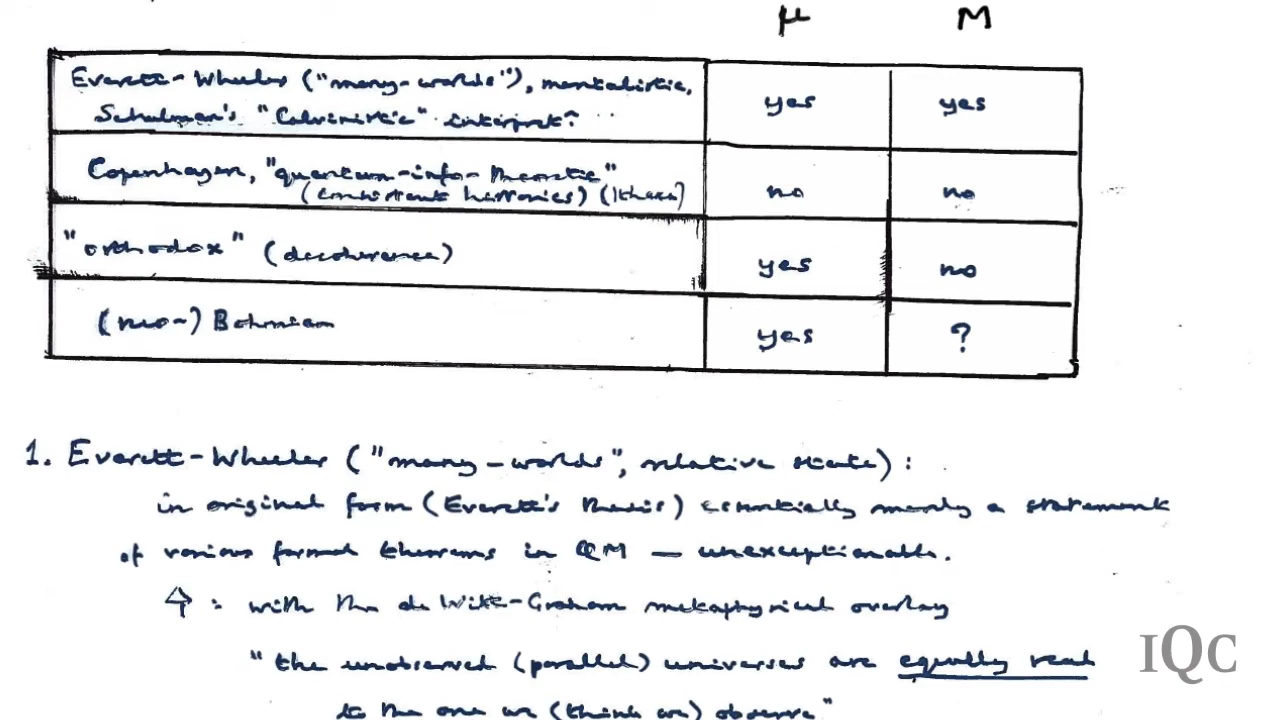 μ M
Everett-Wheeler ("many-worlds"), mentalistic,
Schulman's "Calvinistic" interpn. yes yes
Copenhagen, "quantum-info-theoretic"
(consistent histories) (Ithaca) no no
"orthodox" (decoherence) yes no
(neo-) Bohmian yes ?
1. Everett-Wheeler ("many-worlds", relative state):
in original form (Everett's thesis) essentially merely a statement
of various formal theorems in QM — unexceptionable.
: with the de Witt-Graham metaphysical overlay
"the unobserved (parallel) universes are equally real
to the one we (think we) observe"
IQC